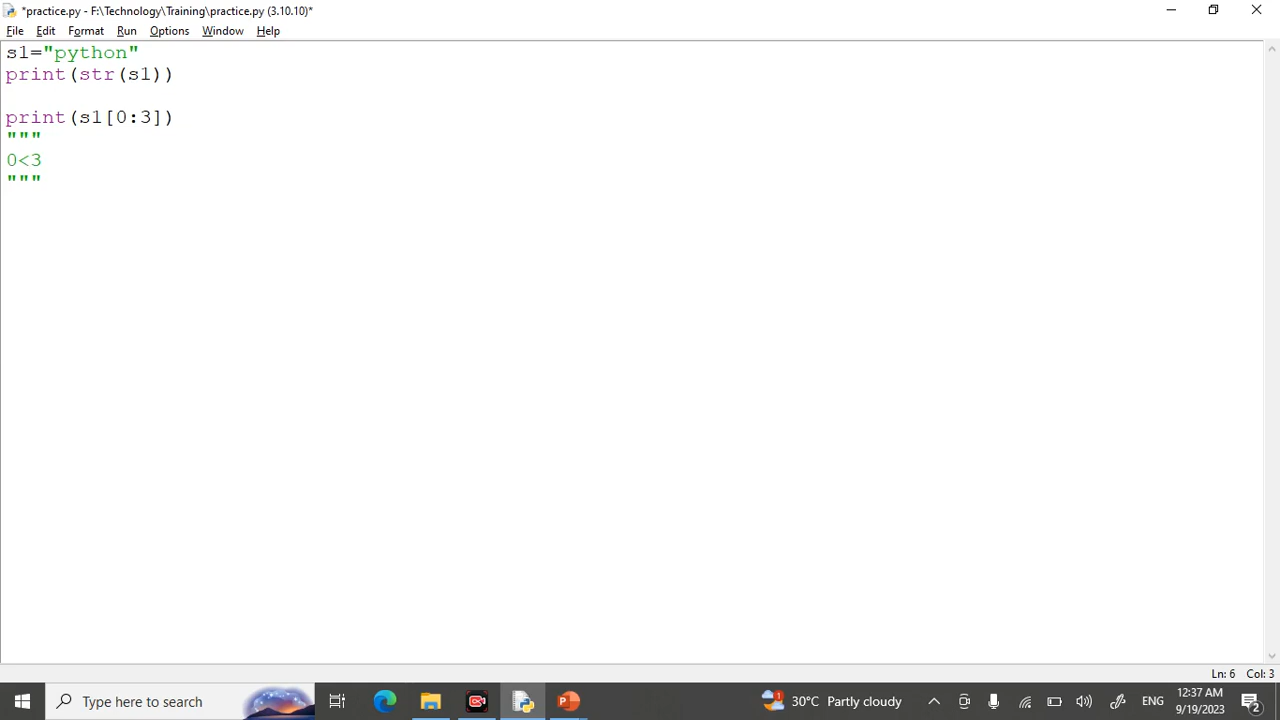 *practice.py - F:\Technology\Training\practice.py (3.10.10)*
File Edit Format Run Options Window Help
s1="python"
print(str(s1))
print(s1[0:3])
"""
0<3
"""
Ln: 6 Col: 3
Type here to search
1
30°C Partly cloudy
ENG
12:37 AM
9/19/2023
2